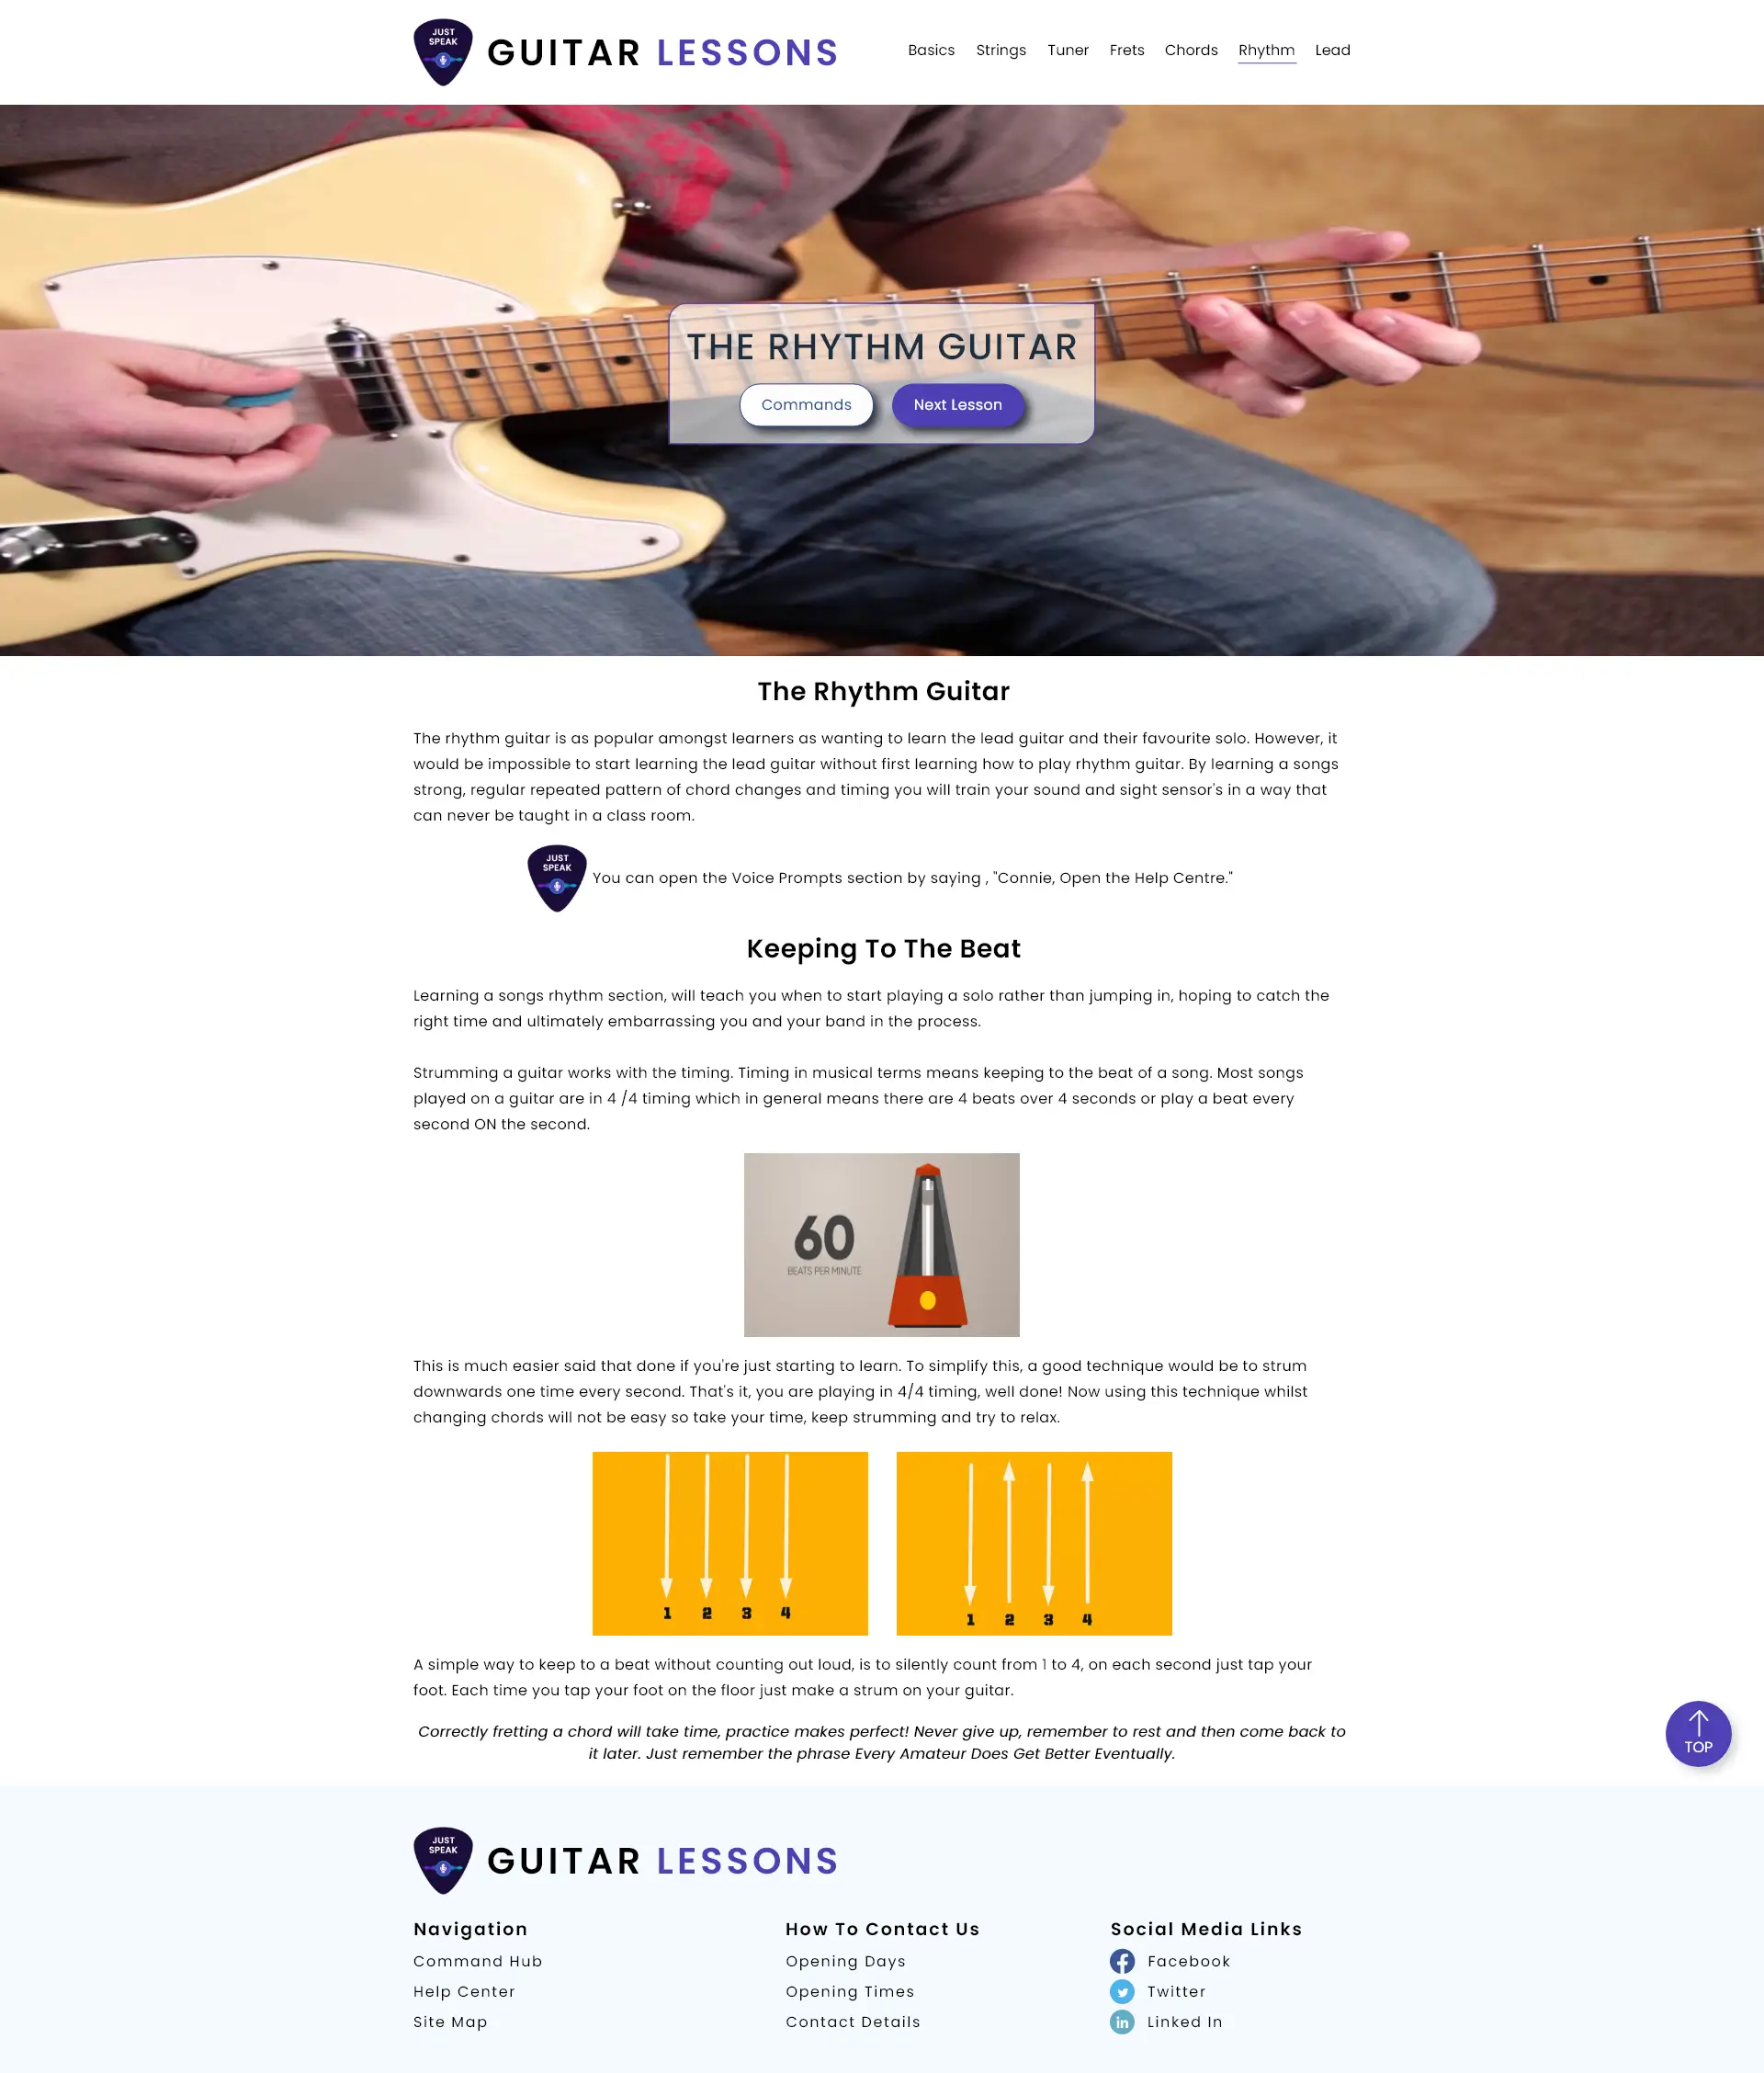 JUST
SPEAK
GUITAR LESSONS
Basics Strings Tuner Frets Chords Rhythm Lead
THE RHYTHM GUITAR
Commands Next Lesson
The Rhythm Guitar
The rhythm guitar is as popular amongst learners as wanting to learn the lead guitar and their favourite solo. However, it
would be impossible to start learning the lead guitar without first learning how to play rhythm guitar. By learning a songs
strong, regular repeated pattern of chord changes and timing you will train your sound and sight sensor's in a way that
can never be taught in a class room.
JUST
SPEAK
You can open the Voice Prompts section by saying , "Connie, Open the Help Centre."
Keeping To The Beat
Learning a songs rhythm section, will teach you when to start playing a solo rather than jumping in, hoping to catch the
right time and ultimately embarrassing you and your band in the process.
Strumming a guitar works with the timing. Timing in musical terms means keeping to the beat of a song. Most songs
played on a guitar are in 4 /4 timing which in general means there are 4 beats over 4 seconds or play a beat every
second ON the second.
60
BEATS PER MINUTE
This is much easier said that done if you're just starting to learn. To simplify this, a good technique would be to strum
downwards one time every second. That's it, you are playing in 4/4 timing, well done! Now using this technique whilst
changing chords will not be easy so take your time, keep strumming and try to relax.
1 2 3 4
1 2 3 4
A simple way to keep to a beat without counting out loud, is to silently count from 1 to 4, on each second just tap your
foot. Each time you tap your foot on the floor just make a strum on your guitar.
Correctly fretting a chord will take time, practice makes perfect! Never give up, remember to rest and then come back to
it later. Just remember the phrase Every Amateur Does Get Better Eventually.
TOP
JUST
SPEAK
GUITAR LESSONS
Navigation
Command Hub
Help Center
Site Map
How To Contact Us
Opening Days
Opening Times
Contact Details
Social Media Links
Facebook
Twitter
Linked In